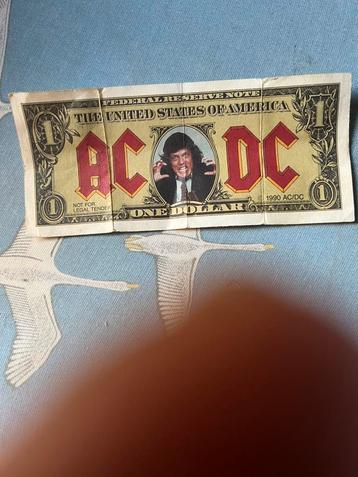 FEDERAL RESERVE NOTE
THE UNITED STATES OF AMERICA
1 1
AC DC
NOT FOR
LEGAL TENDER
1990 AC/DC
1 ONE DOLLAR 1